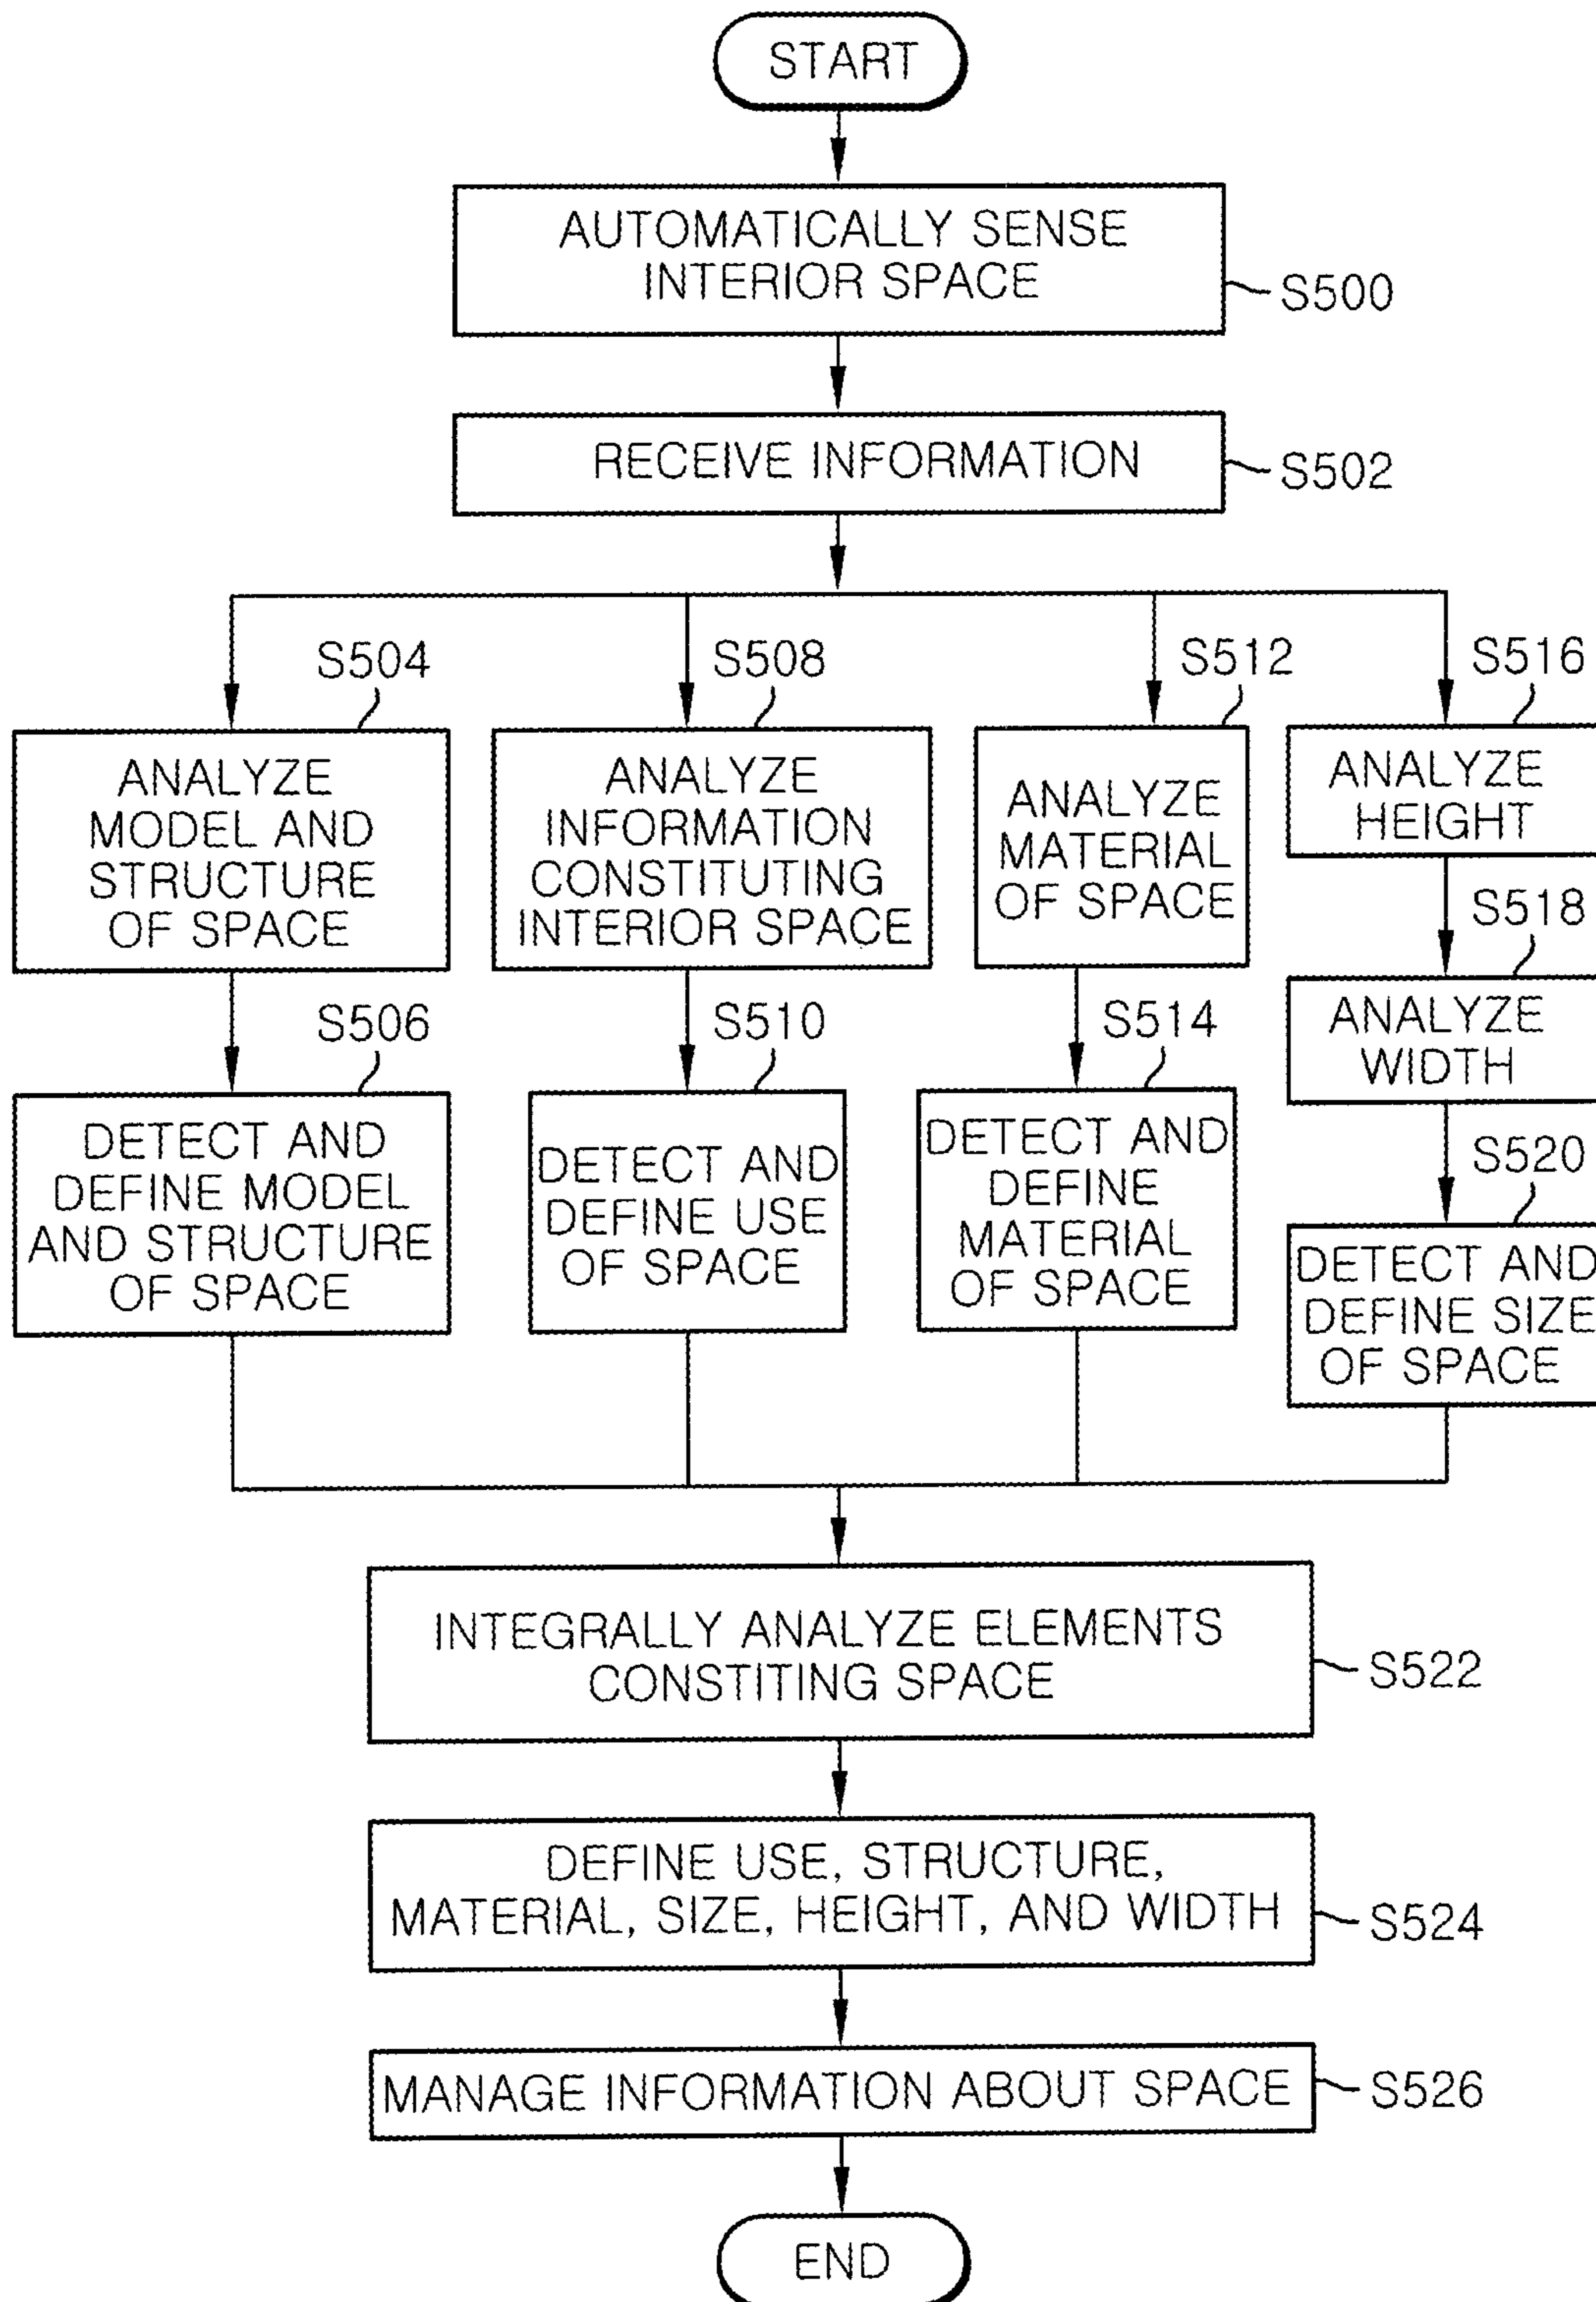 START
AUTOMATICALLY SENSE
INTERIOR SPACE
S500
RECEIVE INFORMATION
S502
S504
ANALYZE
MODEL AND
STRUCTURE
OF SPACE
S508
ANALYZE
INFORMATION
CONSTITUTING
INTERIOR SPACE
S512
ANALYZE
MATERIAL
OF SPACE
S516
ANALYZE
HEIGHT
S518
ANALYZE
WIDTH
S506
DETECT AND
DEFINE MODEL
AND STRUCTURE
OF SPACE
S510
DETECT AND
DEFINE USE
OF SPACE
S514
DETECT AND
DEFINE
MATERIAL
OF SPACE
S520
DETECT AND
DEFINE SIZE
OF SPACE
INTEGRALLY ANALYZE ELEMENTS
CONSTITING SPACE
S522
DEFINE USE, STRUCTURE,
MATERIAL, SIZE, HEIGHT, AND WIDTH
S524
MANAGE INFORMATION ABOUT SPACE
S526
END